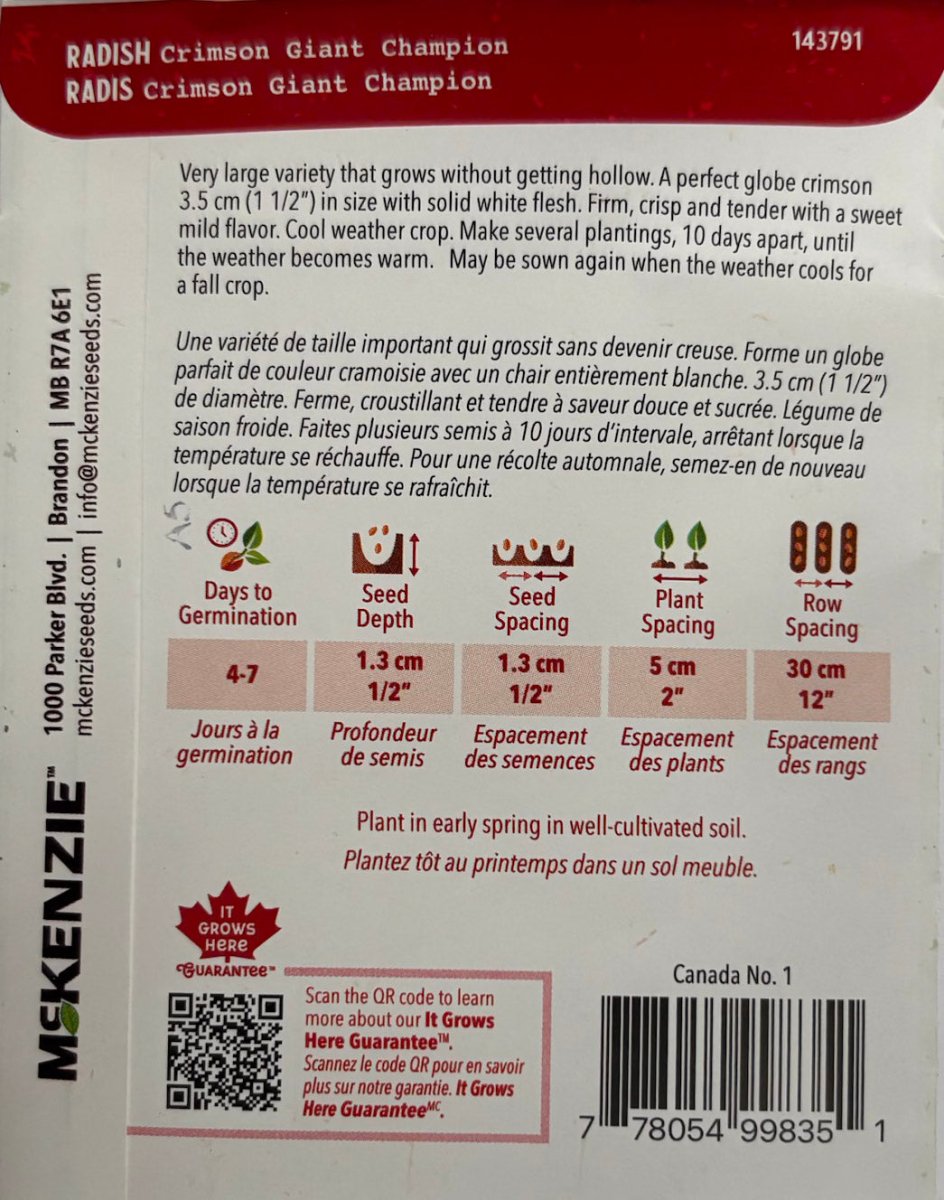 RADISH Crimson Giant Champion
143791
RADIS Crimson Giant Champion
Very large variety that grows without getting hollow. A perfect globe crimson
3.5 cm (1 1/2”) in size with solid white flesh. Firm, crisp and tender with a sweet
mild flavor. Cool weather crop. Make several plantings, 10 days apart, until
the weather becomes warm. May be sown again when the weather cools for
a fall crop.
Une variété de taille important qui grossit sans devenir creuse. Forme un globe
parfait de couleur cramoisie avec un chair entièrement blanche. 3.5 cm (1 1/2”)
de diamètre. Ferme, croustillant et tendre à saveur douce et sucrée. Légume de
saison froide. Faites plusieurs semis à 10 jours d’intervale, arrêtant lorsque la
température se réchauffe. Pour une récolte automnale, semez-en de nouveau
lorsque la température se rafraîchit.
A5
Days to
Germination
4-7
Jours à la
germination
Seed
Depth
1.3 cm
1/2”
Profondeur
de semis
Seed
Spacing
1.3 cm
1/2”
Espacement
des semences
Plant
Spacing
5 cm
2”
Espacement
des plants
Row
Spacing
30 cm
12”
Espacement
des rangs
Plant in early spring in well-cultivated soil.
Plantez tôt au printemps dans un sol meuble.
IT
GROWS
HERE
GUARANTEE™
Scan the QR code to learn
more about our It Grows
Here Guarantee™.
Scannez le code QR pour en savoir
plus sur notre garantie. It Grows
Here Guaranteeᴹᶜ.
Canada No. 1
7 78054 99835 1
MCKENZIE™
1000 Parker Blvd. | Brandon | MB R7A 6E1
mckenzieseeds.com | info@mckenzieseeds.com